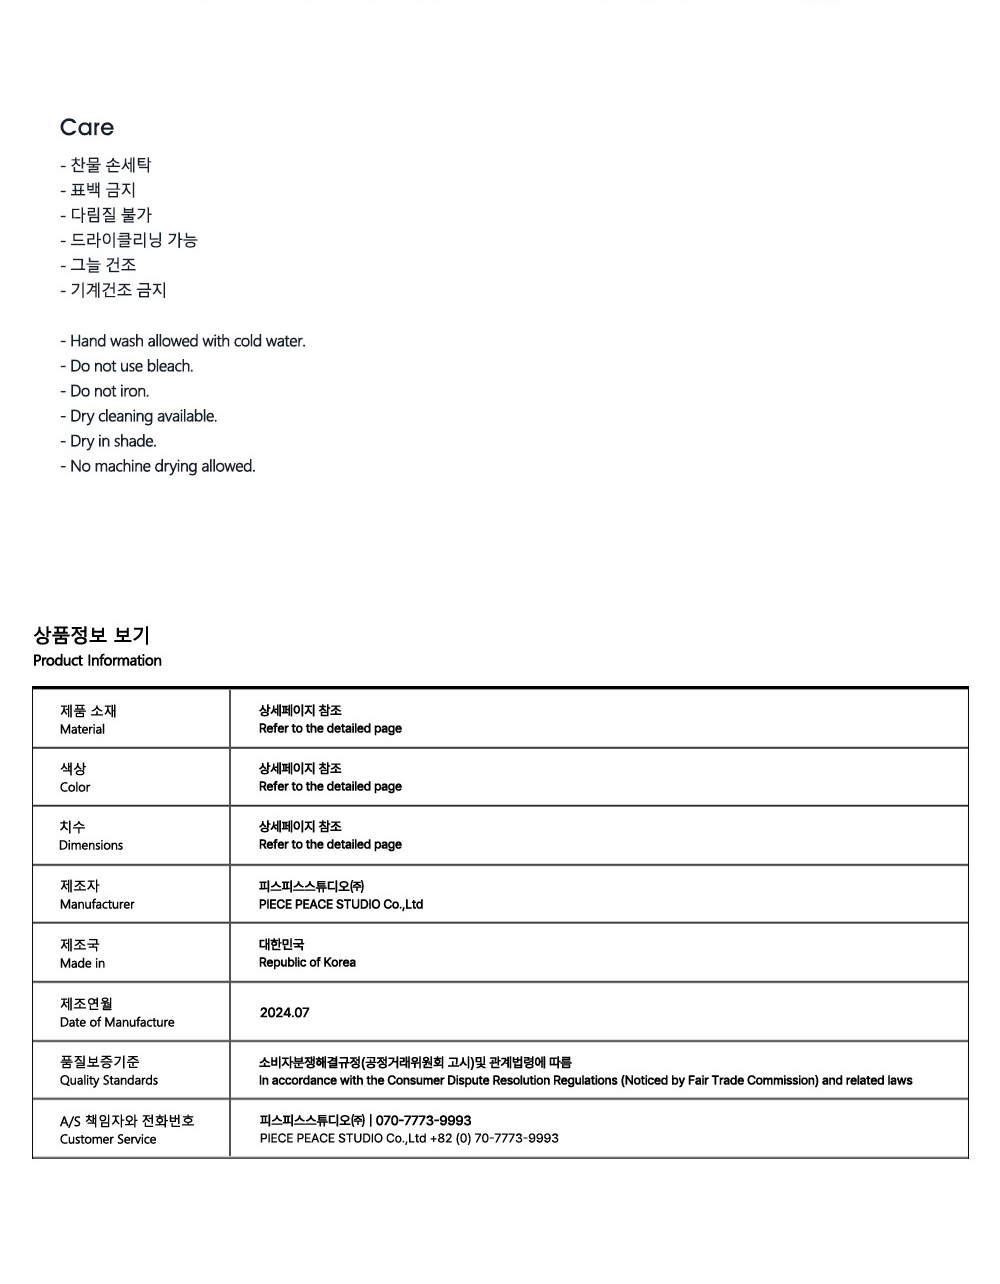 Care
- 찬물 손세탁
- 표백 금지
- 다림질 불가
- 드라이클리닝 가능
- 그늘 건조
- 기계건조 금지
- Hand wash allowed with cold water.
- Do not use bleach.
- Do not iron.
- Dry cleaning available.
- Dry in shade.
- No machine drying allowed.
상품정보 보기
Product Information
제품 소재
Material
상세페이지 참조
Refer to the detailed page
색상
Color
상세페이지 참조
Refer to the detailed page
치수
Dimensions
상세페이지 참조
Refer to the detailed page
제조자
Manufacturer
피스피스스튜디오㈜
PIECE PEACE STUDIO Co.,Ltd
제조국
Made in
대한민국
Republic of Korea
제조연월
Date of Manufacture
2024.07
품질보증기준
Quality Standards
소비자분쟁해결규정(공정거래위원회 고시)및 관계법령에 따름
In accordance with the Consumer Dispute Resolution Regulations (Noticed by Fair Trade Commission) and related laws
A/S 책임자와 전화번호
Customer Service
피스피스스튜디오㈜ | 070-7773-9993
PIECE PEACE STUDIO Co.,Ltd +82 (0) 70-7773-9993